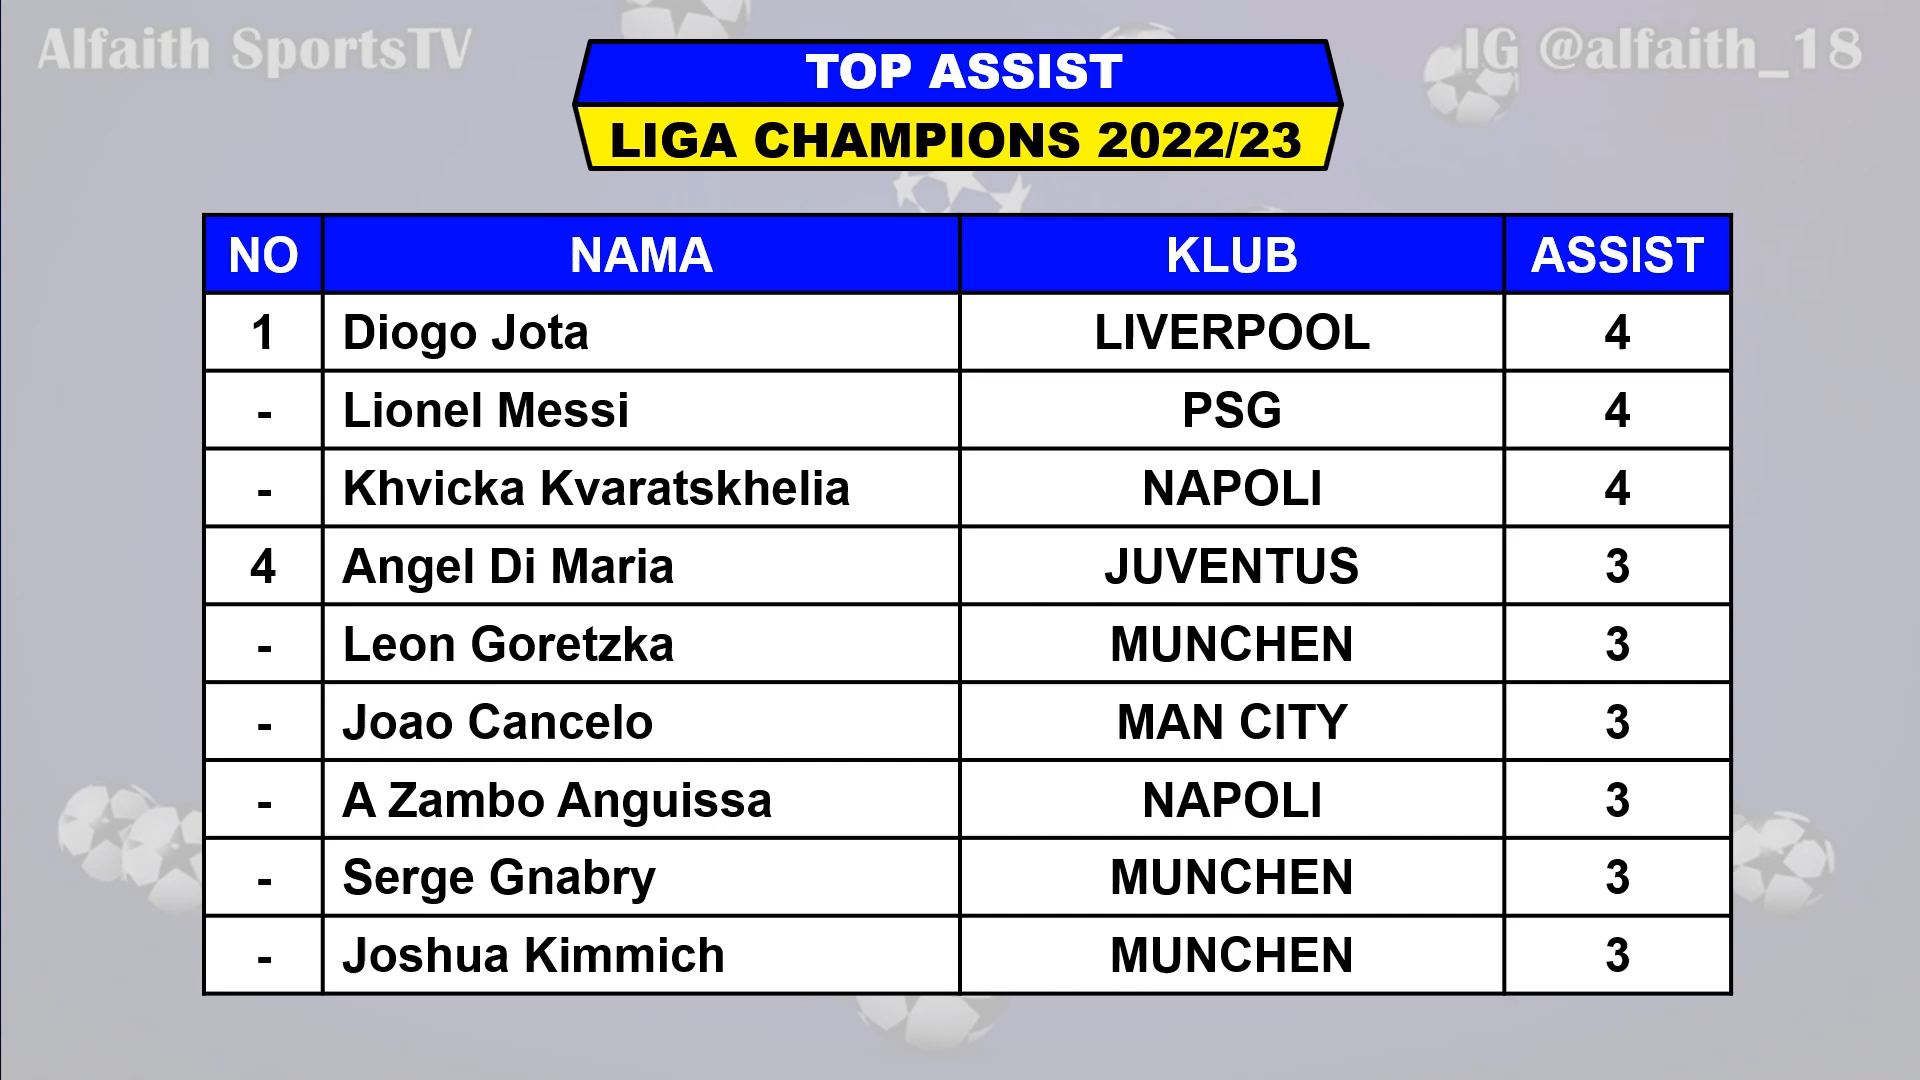 Alfaith SportsTV
IG @alfaith_18
TOP ASSIST
LIGA CHAMPIONS 2022/23
NO NAMA KLUB ASSIST
1 Diogo Jota LIVERPOOL 4
- Lionel Messi PSG 4
- Khvicka Kvaratskhelia NAPOLI 4
4 Angel Di Maria JUVENTUS 3
- Leon Goretzka MUNCHEN 3
- Joao Cancelo MAN CITY 3
- A Zambo Anguissa NAPOLI 3
- Serge Gnabry MUNCHEN 3
- Joshua Kimmich MUNCHEN 3